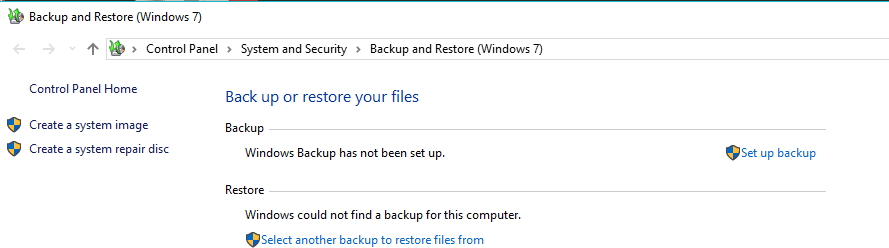 Backup and Restore (Windows 7)
Control Panel > System and Security > Backup and Restore (Windows 7)
Control Panel Home
Create a system image
Create a system repair disc
Back up or restore your files
Backup
Windows Backup has not been set up.
Set up backup
Restore
Windows could not find a backup for this computer.
Select another backup to restore files from